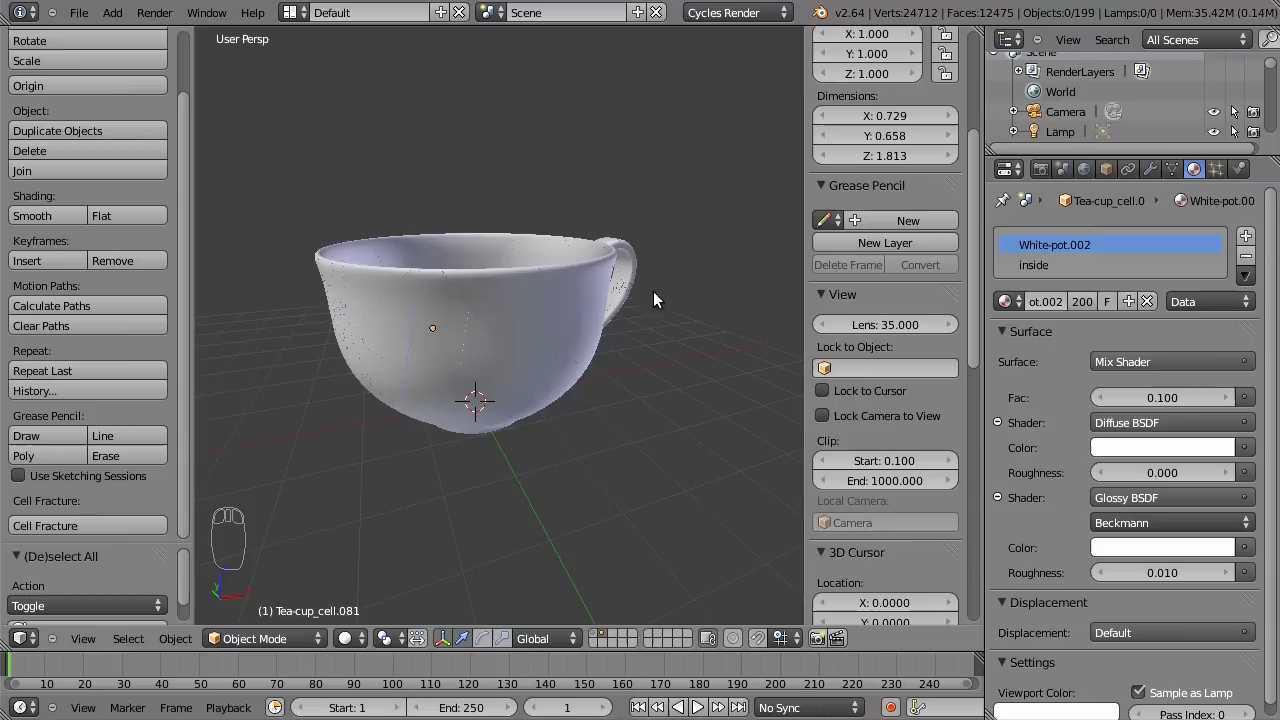 File Add Render Window Help Default Scene Cycles Render v2.64 | Verts:24712 | Faces:12475 | Objects:0/199 | Lamps:0/0 | Mem:35.42M (0.14M)
Rotate
Scale
Origin
Object:
Duplicate Objects
Delete
Join
Shading:
Smooth Flat
Keyframes:
Insert Remove
Motion Paths:
Calculate Paths
Clear Paths
Repeat:
Repeat Last
History...
Grease Pencil:
Draw Line
Poly Erase
Use Sketching Sessions
Cell Fracture:
Cell Fracture
(De)select All
Action
Toggle
User Persp
(1) Tea-cup_cell.081
X: 1.000
Y: 1.000
Z: 1.000
Dimensions:
X: 0.729
Y: 0.658
Z: 1.813
Grease Pencil
New
New Layer
Delete Frame Convert
View
Lens: 35.000
Lock to Object:
Lock to Cursor
Lock Camera to View
Clip:
Start: 0.100
End: 1000.000
Local Camera:
Camera
3D Cursor
Location:
X: 0.0000
Y: 0.0000
View Search All Scenes
Scene
RenderLayers
World
Camera
Lamp
Tea-cup_cell.0 White-pot.00
White-pot.002
inside
ot.002 200 F Data
Surface
Surface: Mix Shader
Fac: 0.100
Shader: Diffuse BSDF
Color:
Roughness: 0.000
Shader: Glossy BSDF
Beckmann
Color:
Roughness: 0.010
Displacement
Displacement: Default
Settings
Viewport Color: Sample as Lamp
Pass Index: 0
View Select Object Object Mode Global
10 20 30 40 50 60 70 80 90 100 110 120 130 140 150 160 170 180 190 200 210 220 230 240
View Marker Frame Playback Start: 1 End: 250 1 No Sync